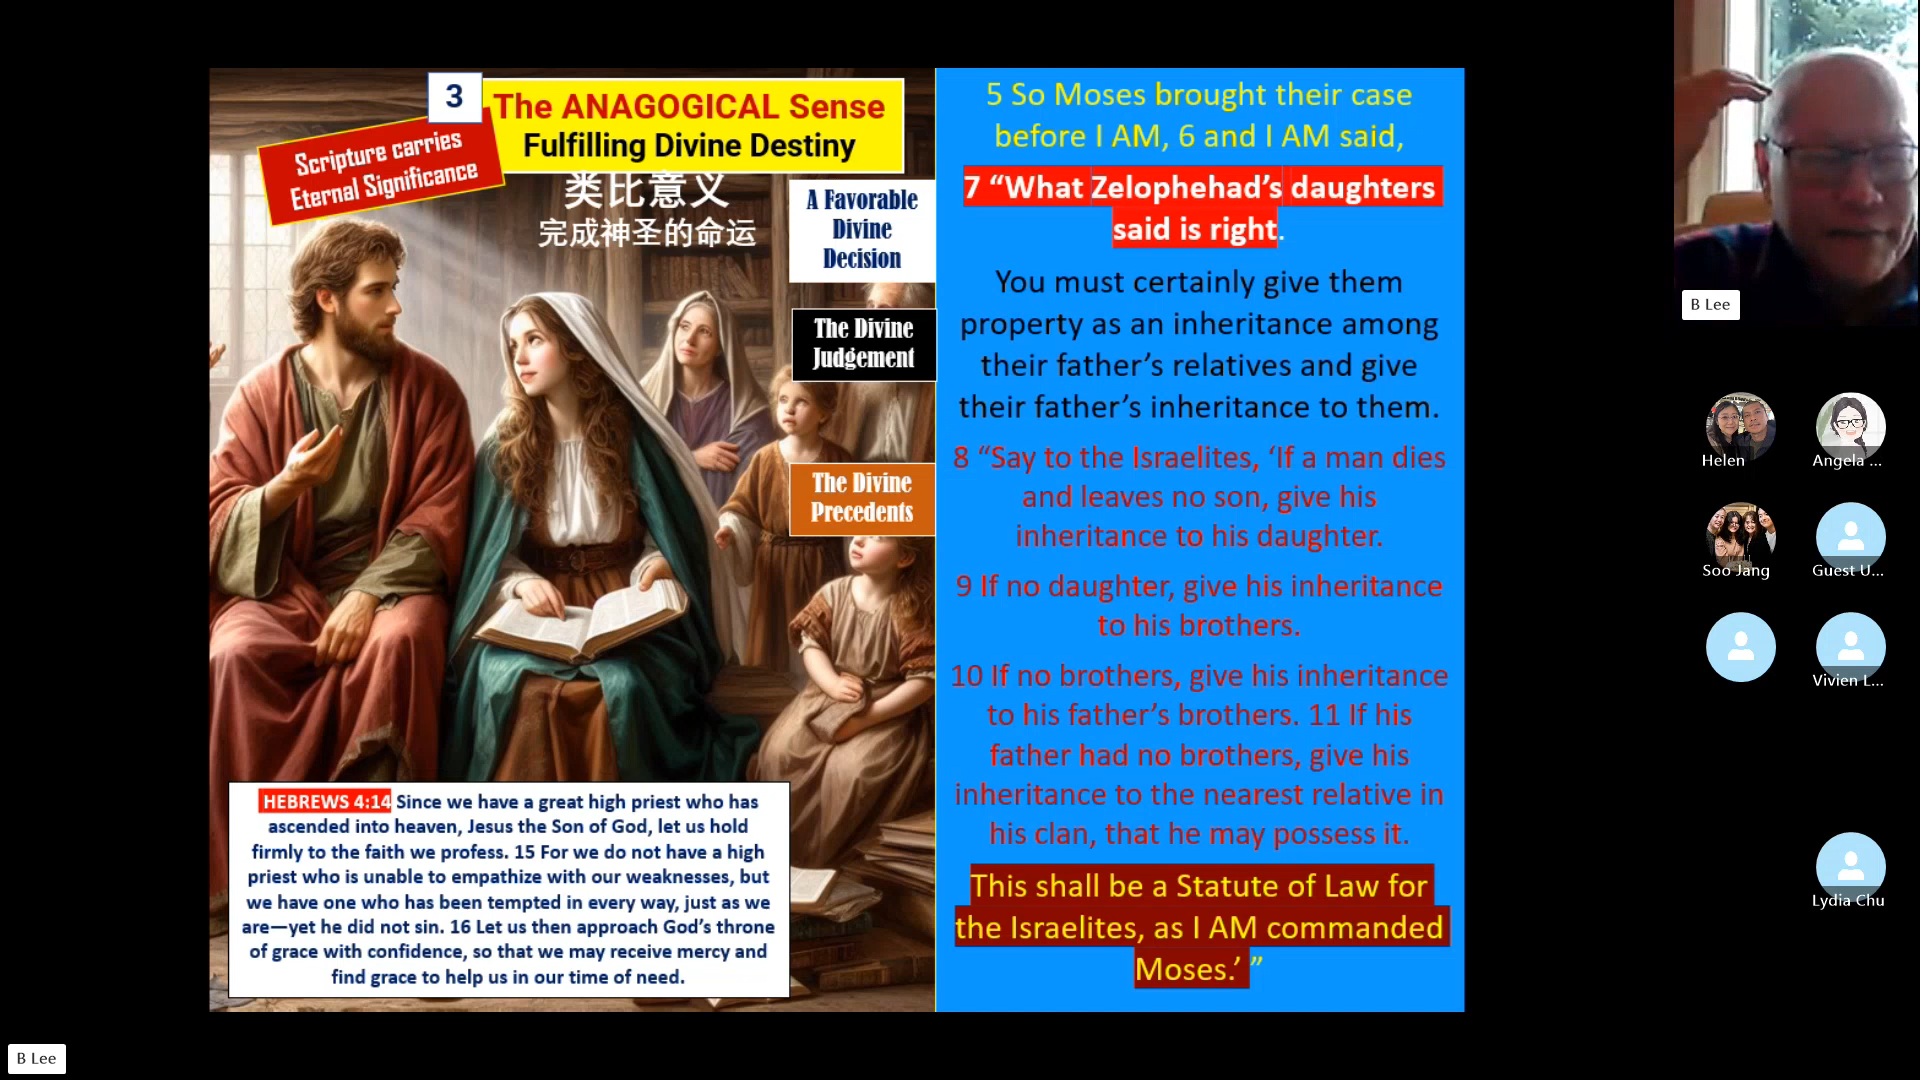 3
The ANAGOGICAL Sense
Fulfilling Divine Destiny
Scripture carries
Eternal Significance
类比意义
完成神圣的命运
A Favorable
Divine
Decision
The Divine
Judgement
The Divine
Precedents
HEBREWS 4:14 Since we have a great high priest who has
ascended into heaven, Jesus the Son of God, let us hold
firmly to the faith we profess. 15 For we do not have a high
priest who is unable to empathize with our weaknesses, but
we have one who has been tempted in every way, just as we
are—yet he did not sin. 16 Let us then approach God’s throne
of grace with confidence, so that we may receive mercy and
find grace to help us in our time of need.
5 So Moses brought their case
before I AM, 6 and I AM said,
7 “What Zelophehad’s daughters
said is right.
You must certainly give them
property as an inheritance among
their father’s relatives and give
their father’s inheritance to them.
8 “Say to the Israelites, ‘If a man dies
and leaves no son, give his
inheritance to his daughter.
9 If no daughter, give his inheritance
to his brothers.
10 If no brothers, give his inheritance
to his father’s brothers. 11 If his
father had no brothers, give his
inheritance to the nearest relative in
his clan, that he may possess it.
This shall be a Statute of Law for
the Israelites, as I AM commanded
Moses.’ ”
B Lee
Helen
Angela ...
Soo Jang
Guest U...
Vivien L...
Lydia Chu
B Lee